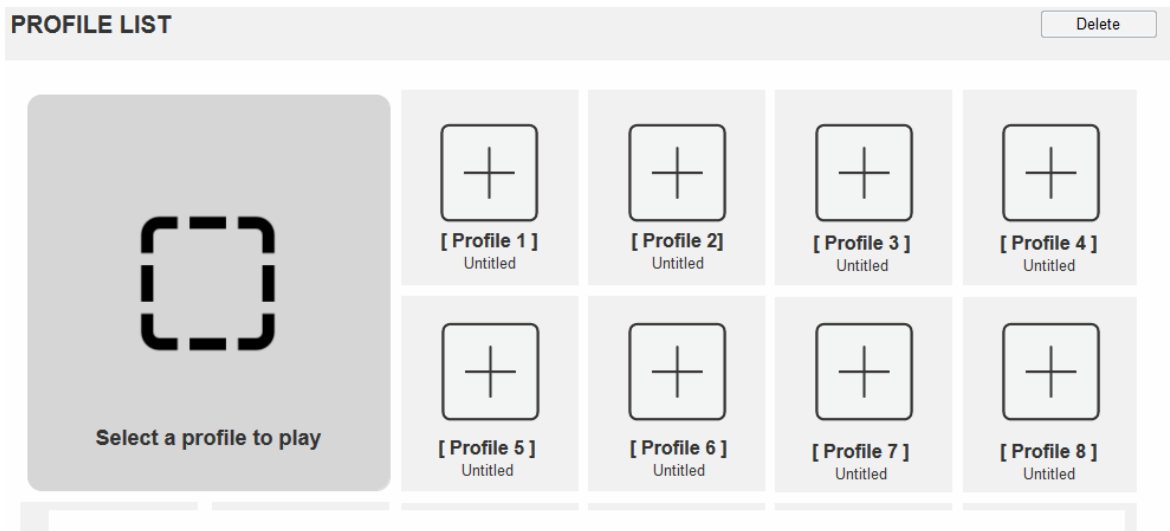 PROFILE LIST
Delete
[ Profile 1 ]
Untitled
[ Profile 2]
Untitled
[ Profile 3 ]
Untitled
[ Profile 4 ]
Untitled
Select a profile to play
[ Profile 5 ]
Untitled
[ Profile 6 ]
Untitled
[ Profile 7 ]
Untitled
[ Profile 8 ]
Untitled